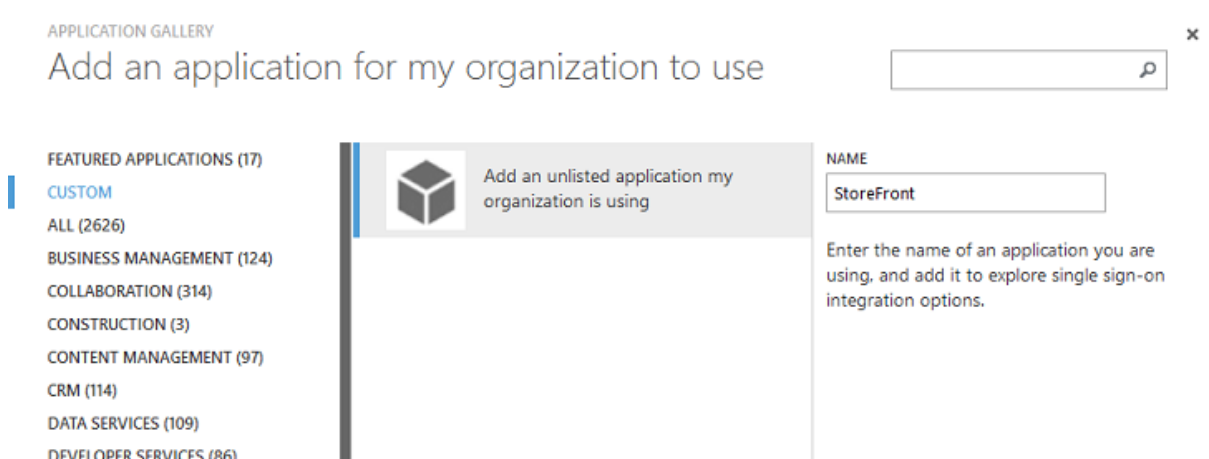 APPLICATION GALLERY
Add an application for my organization to use
FEATURED APPLICATIONS (17)
CUSTOM
ALL (2626)
BUSINESS MANAGEMENT (124)
COLLABORATION (314)
CONSTRUCTION (3)
CONTENT MANAGEMENT (97)
CRM (114)
DATA SERVICES (109)
DEVELOPER SERVICES (86)
Add an unlisted application my
organization is using
NAME
StoreFront
Enter the name of an application you are
using, and add it to explore single sign-on
integration options.